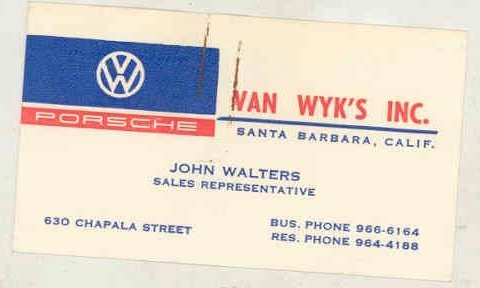 VW
PORSCHE
VAN WYK'S INC.
SANTA BARBARA, CALIF.
JOHN WALTERS
SALES REPRESENTATIVE
630 CHAPALA STREET
BUS. PHONE 966-6164
RES. PHONE 964-4188